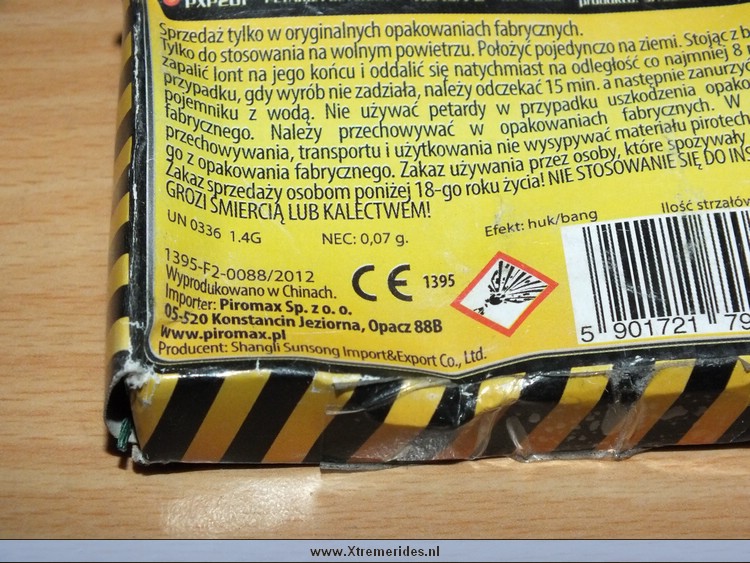 PXP201
Sprzedaż tylko w oryginalnych opakowaniach fabrycznych.
Tylko do stosowania na wolnym powietrzu. Położyć pojedynczo na ziemi. Stojąc z b
zapalić lont na jego końcu i oddalić się natychmiast na odległość co najmniej 8
przypadku, gdy wyrób nie zadziała, należy odczekać 15 min. a następnie zanurzyć
pojemniku z wodą. Nie używać petardy w przypadku uszkodzenia opako
fabrycznego. Należy przechowywać w opakowaniach fabrycznych. W
przechowywania, transportu i użytkowania nie wysypywać materiału pirotech
go z opakowania fabrycznego. Zakaz używania przez osoby, które spożywały
Zakaz sprzedaży osobom poniżej 18-go roku życia! NIE STOSOWANIE SIĘ DO INS
GROZI ŚMIERCIĄ LUB KALECTWEM!
UN 0336 1.4G NEC: 0,07 g. Efekt: huk/bang Ilość strzałów
1395-F2-0088/2012
Wyprodukowano w Chinach.
CE 1395
Importer: Piromax Sp. z o. o.
05-520 Konstancin Jeziorna, Opacz 88B
www.piromax.pl
Producent: Shangli Sunsong Import&Export Co., Ltd.
5 901721 79
www.Xtremerides.nl